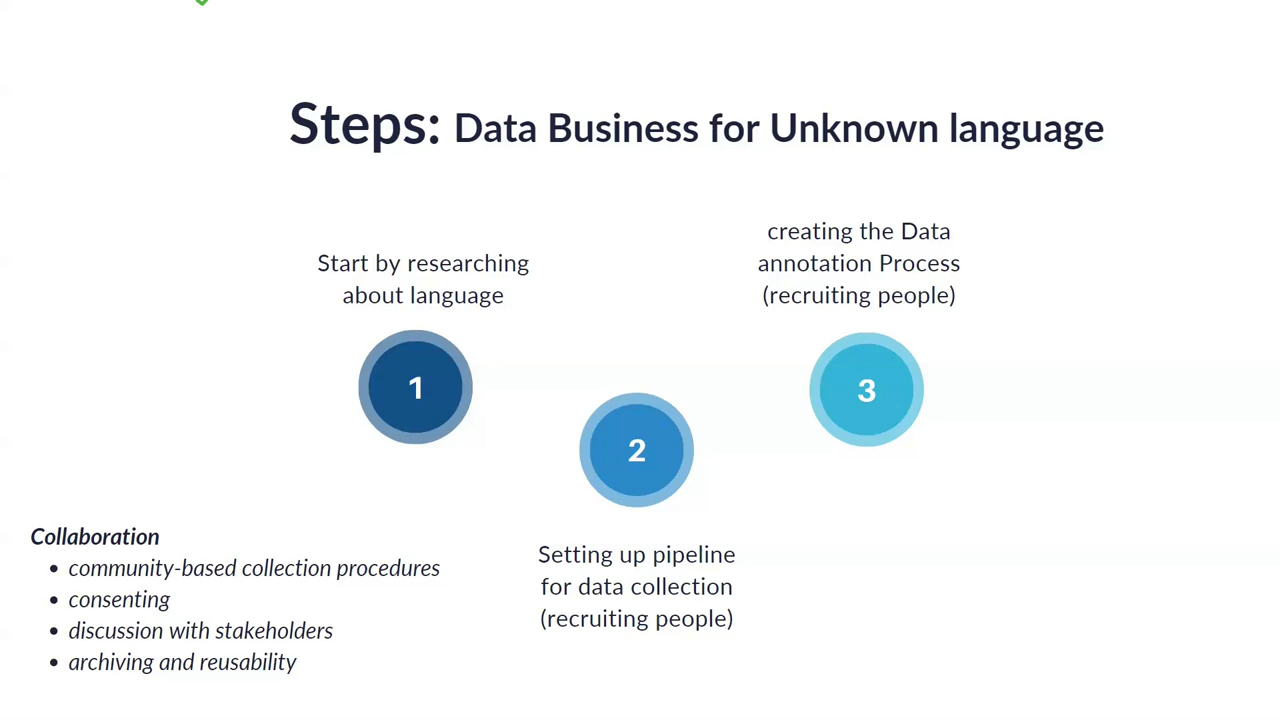 Steps: Data Business for Unknown language
Start by researching
about language
1
2
Setting up pipeline
for data collection
(recruiting people)
creating the Data
annotation Process
(recruiting people)
3
Collaboration
• community-based collection procedures
• consenting
• discussion with stakeholders
• archiving and reusability